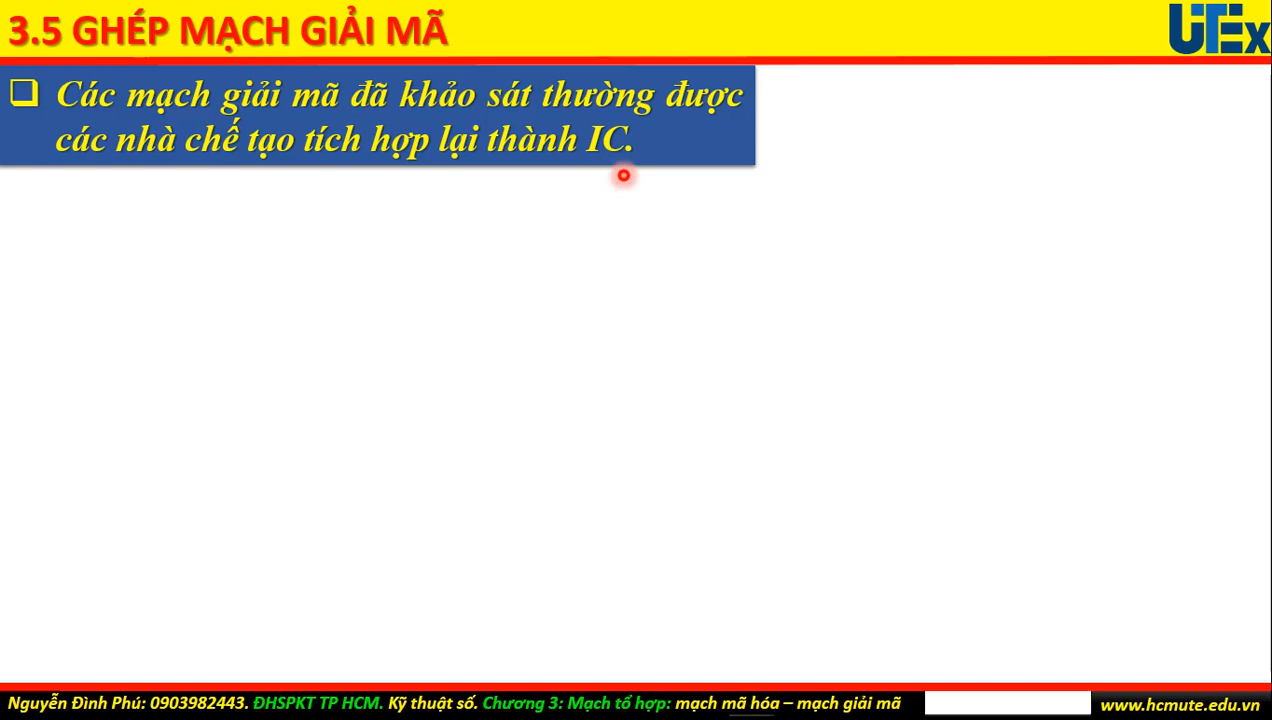 3.5 GHÉP MẠCH GIẢI MÃ
UTEx
Các mạch giải mã đã khảo sát thường được
các nhà chế tạo tích hợp lại thành IC.
Nguyễn Đình Phú: 0903982443. ĐHSPKT TP HCM. Kỹ thuật số. Chương 3: Mạch tổ hợp: mạch mã hóa – mạch giải mã
www.hcmute.edu.vn